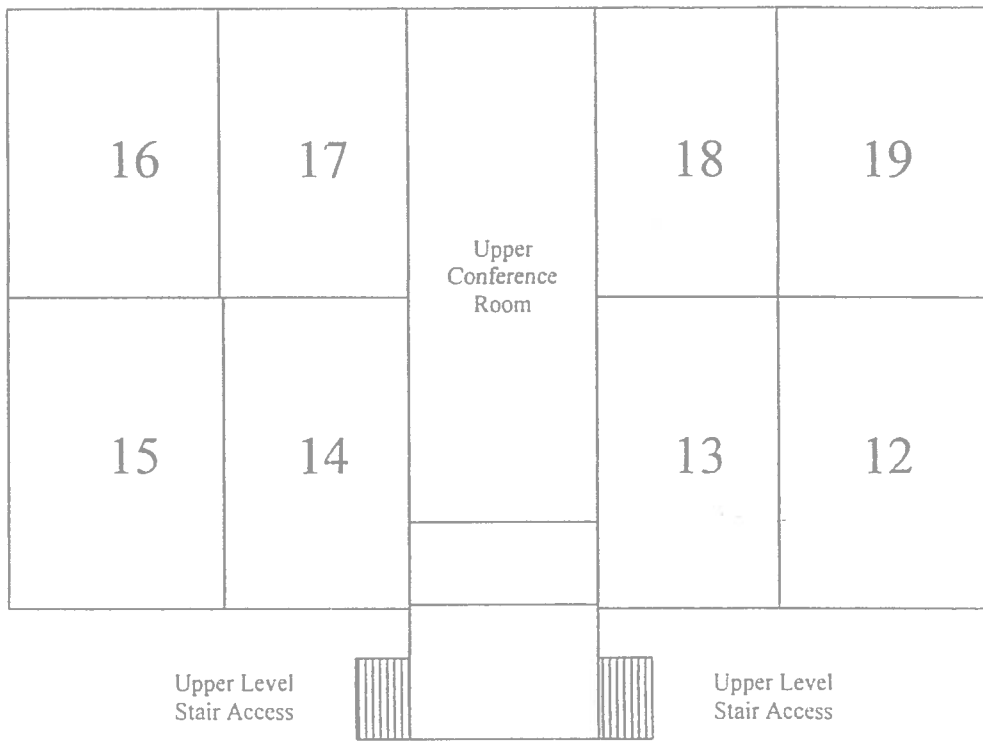 16
17
18
19
Upper
Conference
Room
15
14
13
12
Upper Level
Stair Access
Upper Level
Stair Access